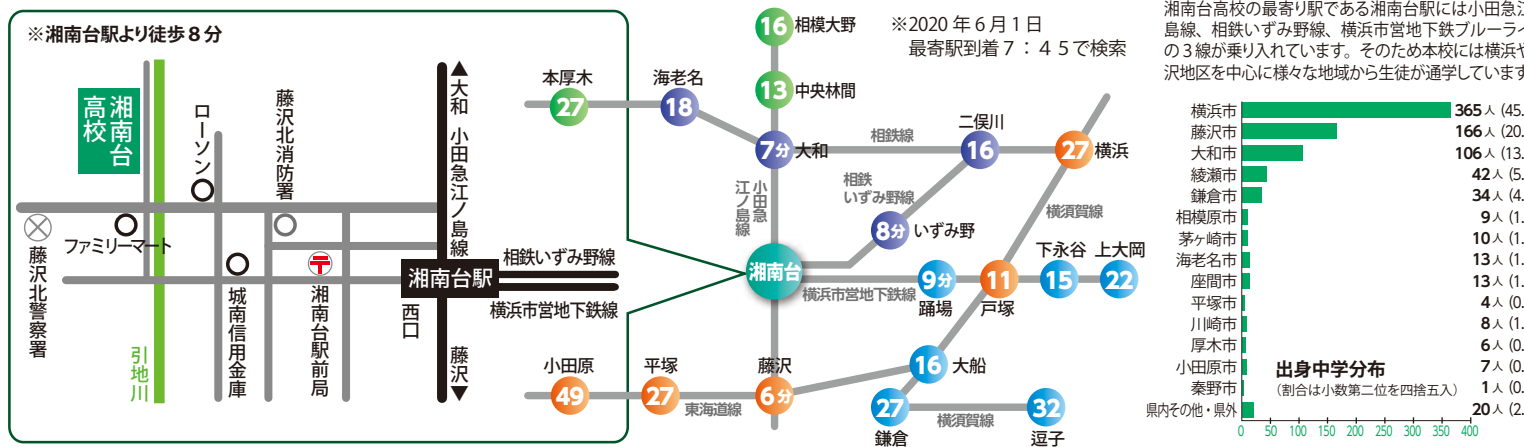 ※湘南台駅より徒歩8分
湘南台
高校
ローソン
藤沢北消防署
▲大和 小田急江ノ島線
ファミリーマート
藤沢北警察署
引地川
城南信用金庫
湘南台駅前局
湘南台駅
西口
藤沢▼
相鉄いずみ野線
横浜市営地下鉄線
※2020年6月1日
最寄駅到着7:45で検索
16 相模大野
13 中央林間
本厚木
27
海老名
18
7分 大和
相鉄線
二俣川
16
27 横浜
小田急
江ノ島線
相鉄
いずみ野線
8分 いずみ野
横須賀線
湘南台
横浜市営地下鉄線
9分
踊場
11
戸塚
下永谷
15
上大岡
22
小田原
49
平塚
27
東海道線
藤沢
6分
16 大船
27
鎌倉
横須賀線
32
逗子
湘南台高校の最寄り駅である湘南台駅には小田急江
島線、相鉄いずみ野線、横浜市営地下鉄ブルーライ
の3線が乗り入れています。そのため本校には横浜や
沢地区を中心に様々な地域から生徒が通学しています
横浜市 365人 (45.
藤沢市 166人 (20.
大和市 106人 (13.
綾瀬市 42人 (5.
鎌倉市 34人 (4.
相模原市 9人 (1.
茅ヶ崎市 10人 (1.
海老名市 13人 (1.
座間市 13人 (1.
平塚市 4人 (0.
川崎市 8人 (1.
厚木市 6人 (0.
小田原市 7人 (0.
秦野市 1人 (0.
県内その他・県外 20人 (2.
出身中学分布
(割合は小数第二位を四捨五入)
0 50 100 150 200 250 300 350 400